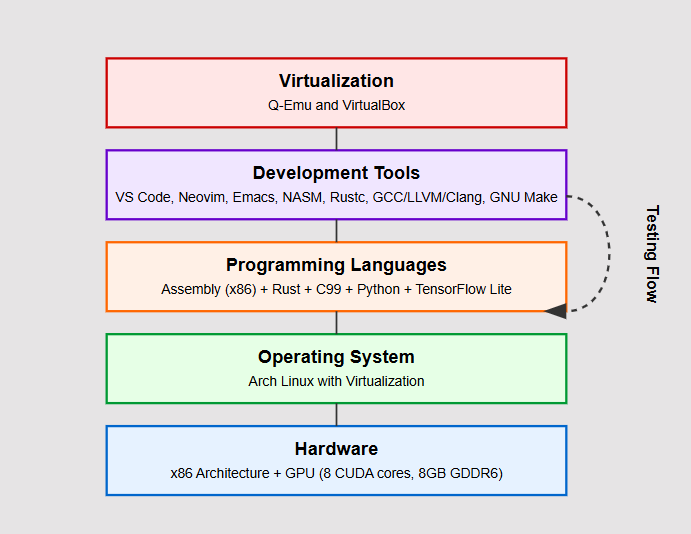 Virtualization
Q-Emu and VirtualBox
Development Tools
VS Code, Neovim, Emacs, NASM, Rustc, GCC/LLVM/Clang, GNU Make
Programming Languages
Assembly (x86) + Rust + C99 + Python + TensorFlow Lite
Testing Flow
Operating System
Arch Linux with Virtualization
Hardware
x86 Architecture + GPU (8 CUDA cores, 8GB GDDR6)